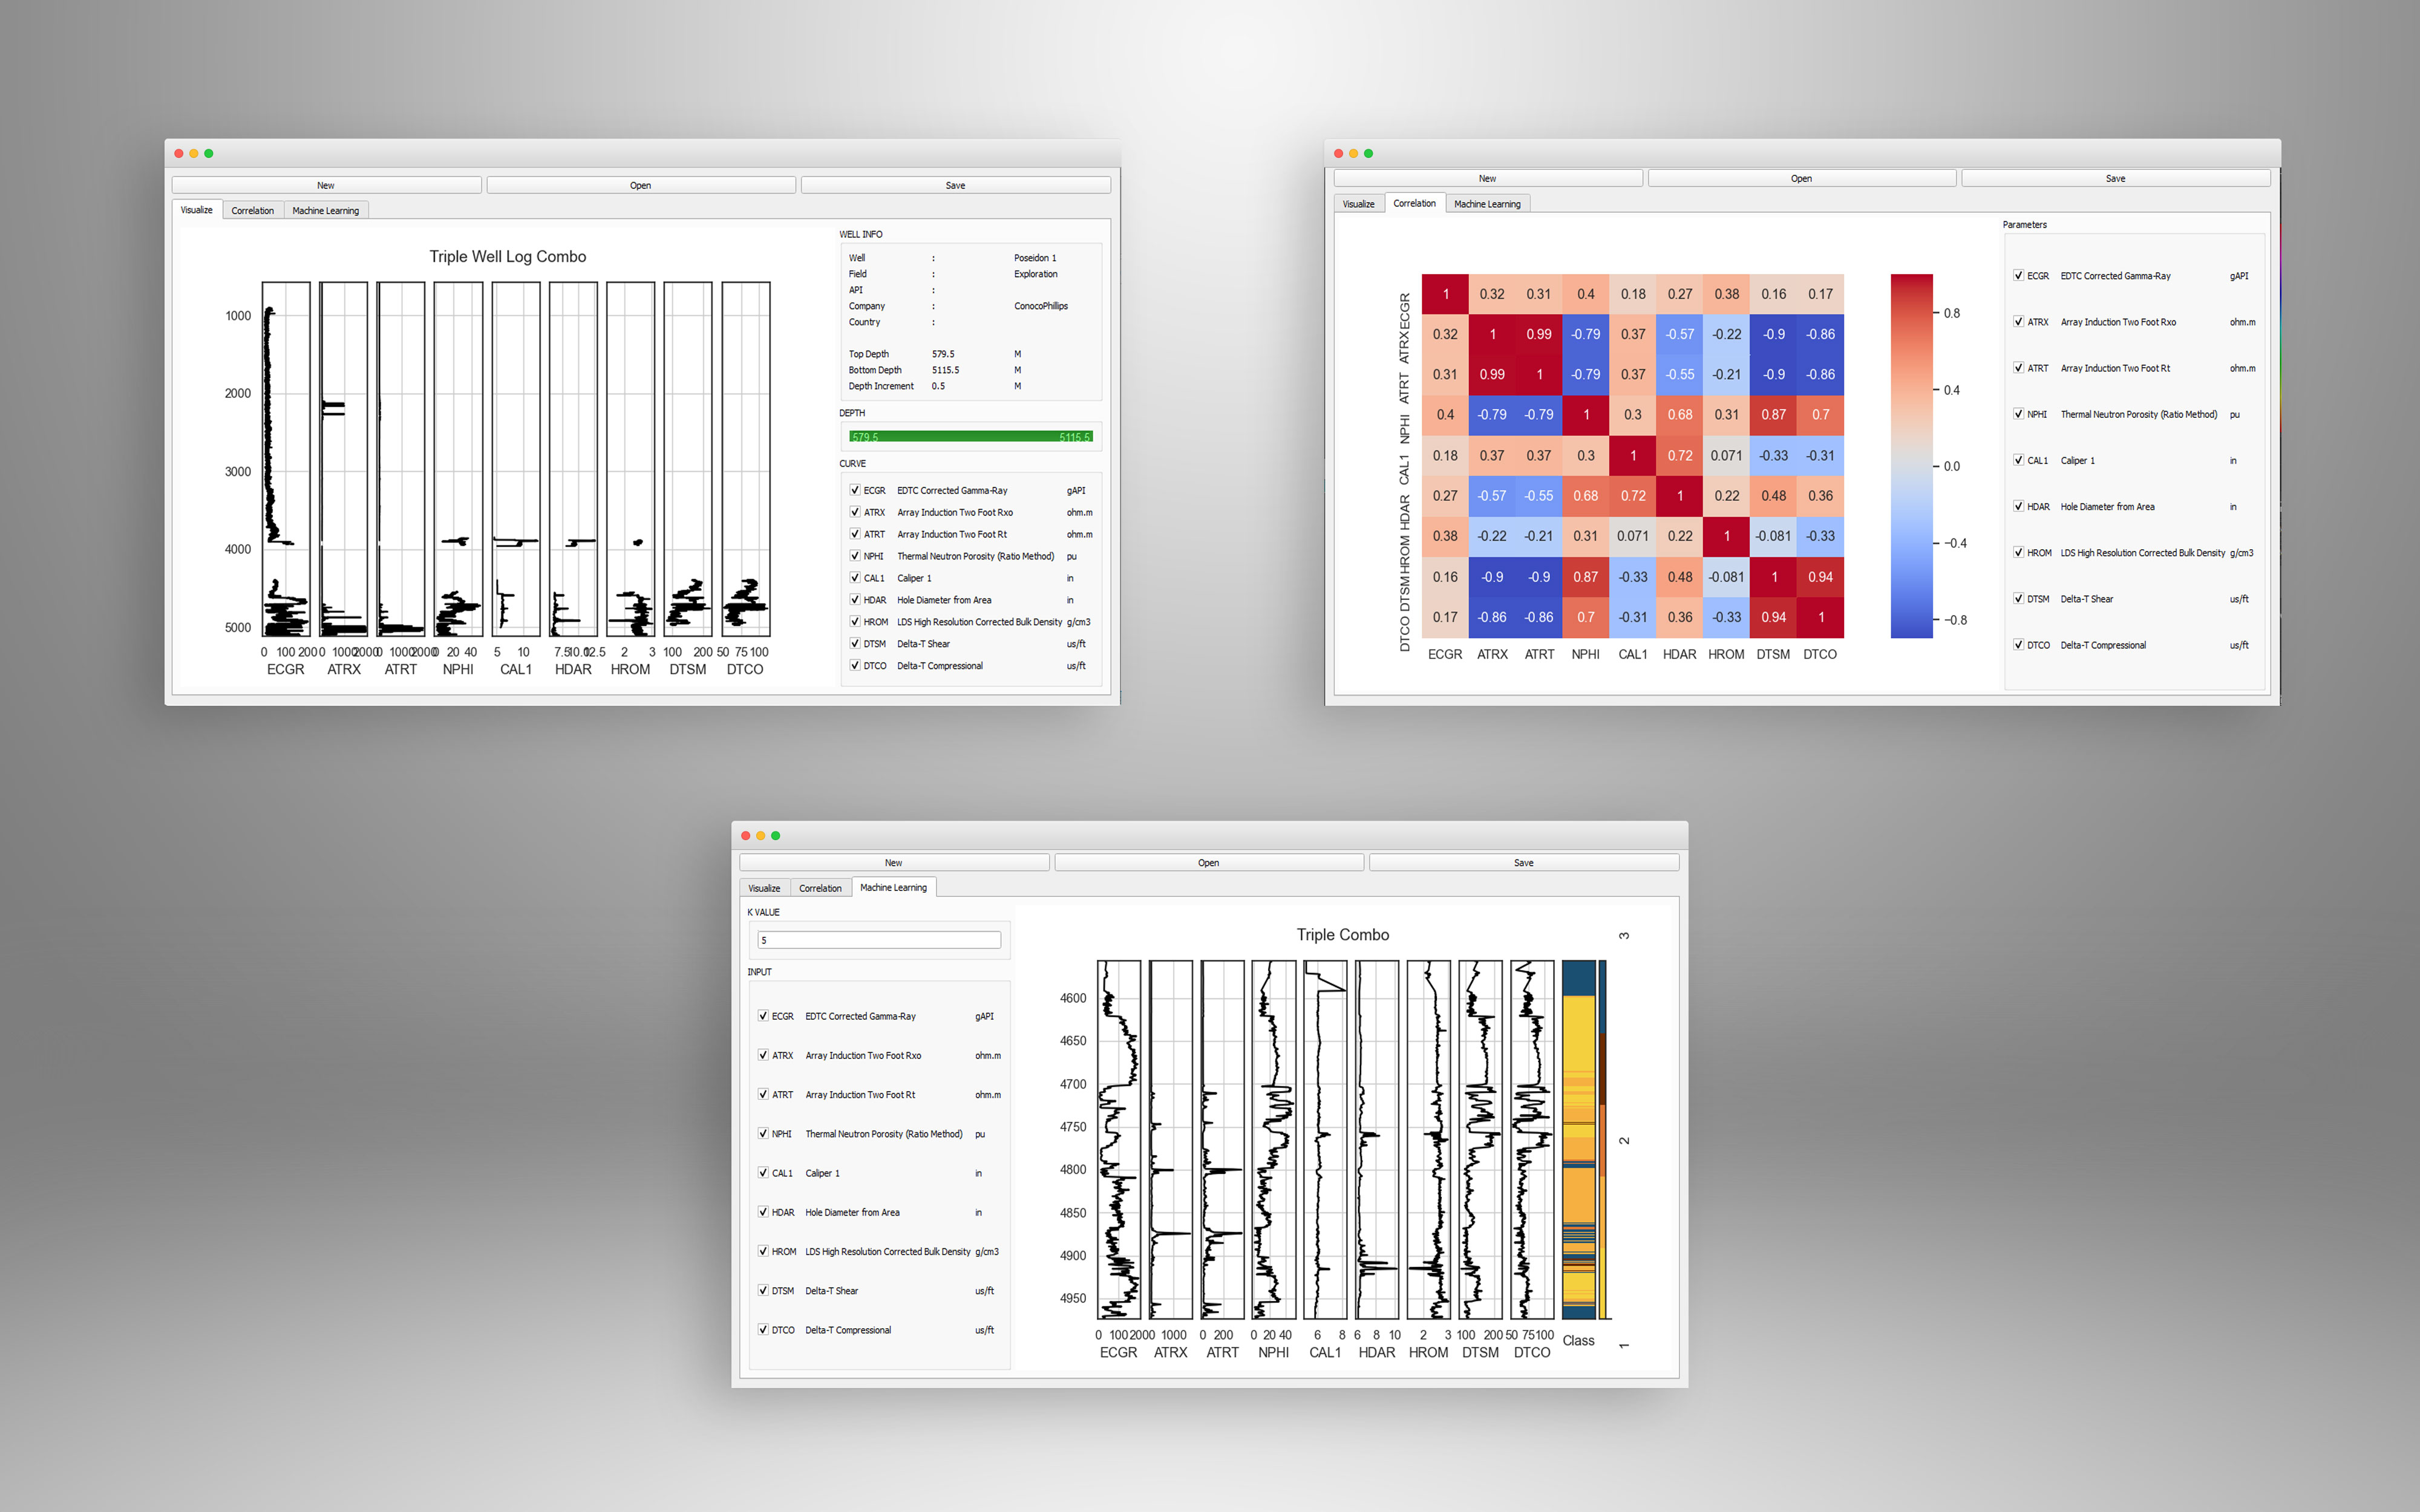 New Open Save
Visualize Correlation Machine Learning
Triple Well Log Combo
1000
2000
3000
4000
5000
0 100 200 0 1000 2000 0 1000 2000 0 20 40 5 10 7.5 10.0 12.5 2 3 100 200 50 75 100
ECGR ATRX ATRT NPHI CAL1 HDAR HROM DTSM DTCO
WELL INFO
Well : Poseidon 1
Field : Exploration
API :
Company : ConocoPhillips
Country :
Top Depth 579.5 M
Bottom Depth 5115.5 M
Depth Increment 0.5 M
DEPTH
579.5 5115.5
CURVE
ECGR EDTC Corrected Gamma-Ray gAPI
ATRX Array Induction Two Foot Rxo ohm.m
ATRT Array Induction Two Foot Rt ohm.m
NPHI Thermal Neutron Porosity (Ratio Method) pu
CAL1 Caliper 1 in
HDAR Hole Diameter from Area in
HROM LDS High Resolution Corrected Bulk Density g/cm3
DTSM Delta-T Shear us/ft
DTCO Delta-T Compressional us/ft
New Open Save
Visualize Correlation Machine Learning
ECGR 1 0.32 0.31 0.4 0.18 0.27 0.38 0.16 0.17
ATRX 0.32 1 0.99 -0.79 0.37 -0.57 -0.22 -0.9 -0.86
ATRT 0.31 0.99 1 -0.79 0.37 -0.55 -0.21 -0.9 -0.86
NPHI 0.4 -0.79 -0.79 1 0.3 0.68 0.31 0.87 0.7
CAL1 0.18 0.37 0.37 0.3 1 0.72 0.071 -0.33 -0.31
HDAR 0.27 -0.57 -0.55 0.68 0.72 1 0.22 0.48 0.36
HROM 0.38 -0.22 -0.21 0.31 0.071 0.22 1 -0.081 -0.33
DTSM 0.16 -0.9 -0.9 0.87 -0.33 0.48 -0.081 1 0.94
DTCO 0.17 -0.86 -0.86 0.7 -0.31 0.36 -0.33 0.94 1
ECGR ATRX ATRT NPHI CAL1 HDAR HROM DTSM DTCO
0.8
0.4
0.0
−0.4
−0.8
Parameters
ECGR EDTC Corrected Gamma-Ray gAPI
ATRX Array Induction Two Foot Rxo ohm.m
ATRT Array Induction Two Foot Rt ohm.m
NPHI Thermal Neutron Porosity (Ratio Method) pu
CAL1 Caliper 1 in
HDAR Hole Diameter from Area in
HROM LDS High Resolution Corrected Bulk Density g/cm3
DTSM Delta-T Shear us/ft
DTCO Delta-T Compressional us/ft
New Open Save
Visualize Correlation Machine Learning
K VALUE
5
INPUT
ECGR EDTC Corrected Gamma-Ray gAPI
ATRX Array Induction Two Foot Rxo ohm.m
ATRT Array Induction Two Foot Rt ohm.m
NPHI Thermal Neutron Porosity (Ratio Method) pu
CAL1 Caliper 1 in
HDAR Hole Diameter from Area in
HROM LDS High Resolution Corrected Bulk Density g/cm3
DTSM Delta-T Shear us/ft
DTCO Delta-T Compressional us/ft
Triple Combo
4600
4650
4700
4750
4800
4850
4900
4950
0 100 200 0 1000 0 200 0 20 40 6 8 6 8 10 2 3 100 200 50 75 100
ECGR ATRX ATRT NPHI CAL1 HDAR HROM DTSM DTCO Class
3
2
1